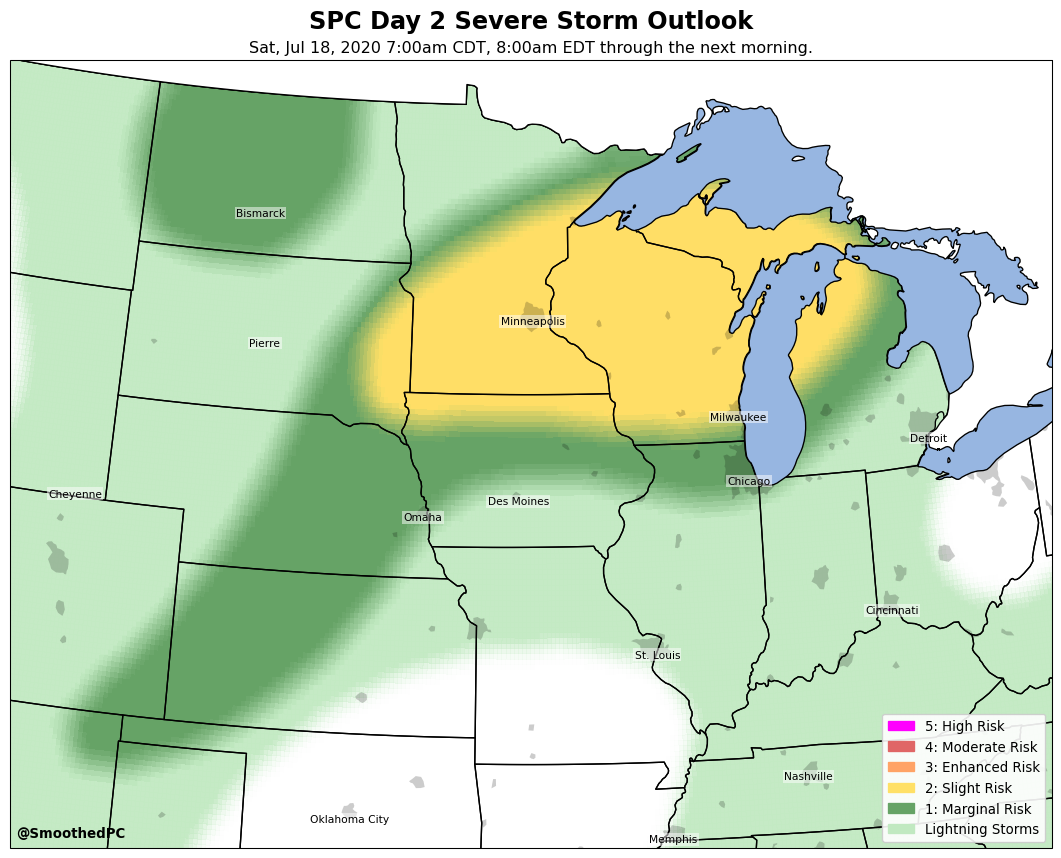 SPC Day 2 Severe Storm Outlook
Sat, Jul 18, 2020 7:00am CDT, 8:00am EDT through the next morning.
Bismarck
Minneapolis
Pierre
Milwaukee
Detroit
Chicago
Cheyenne
Des Moines
Omaha
Cincinnati
St. Louis
5: High Risk
4: Moderate Risk
3: Enhanced Risk
2: Slight Risk
1: Marginal Risk
Lightning Storms
Nashville
Oklahoma City
@SmoothedPC
Memphis